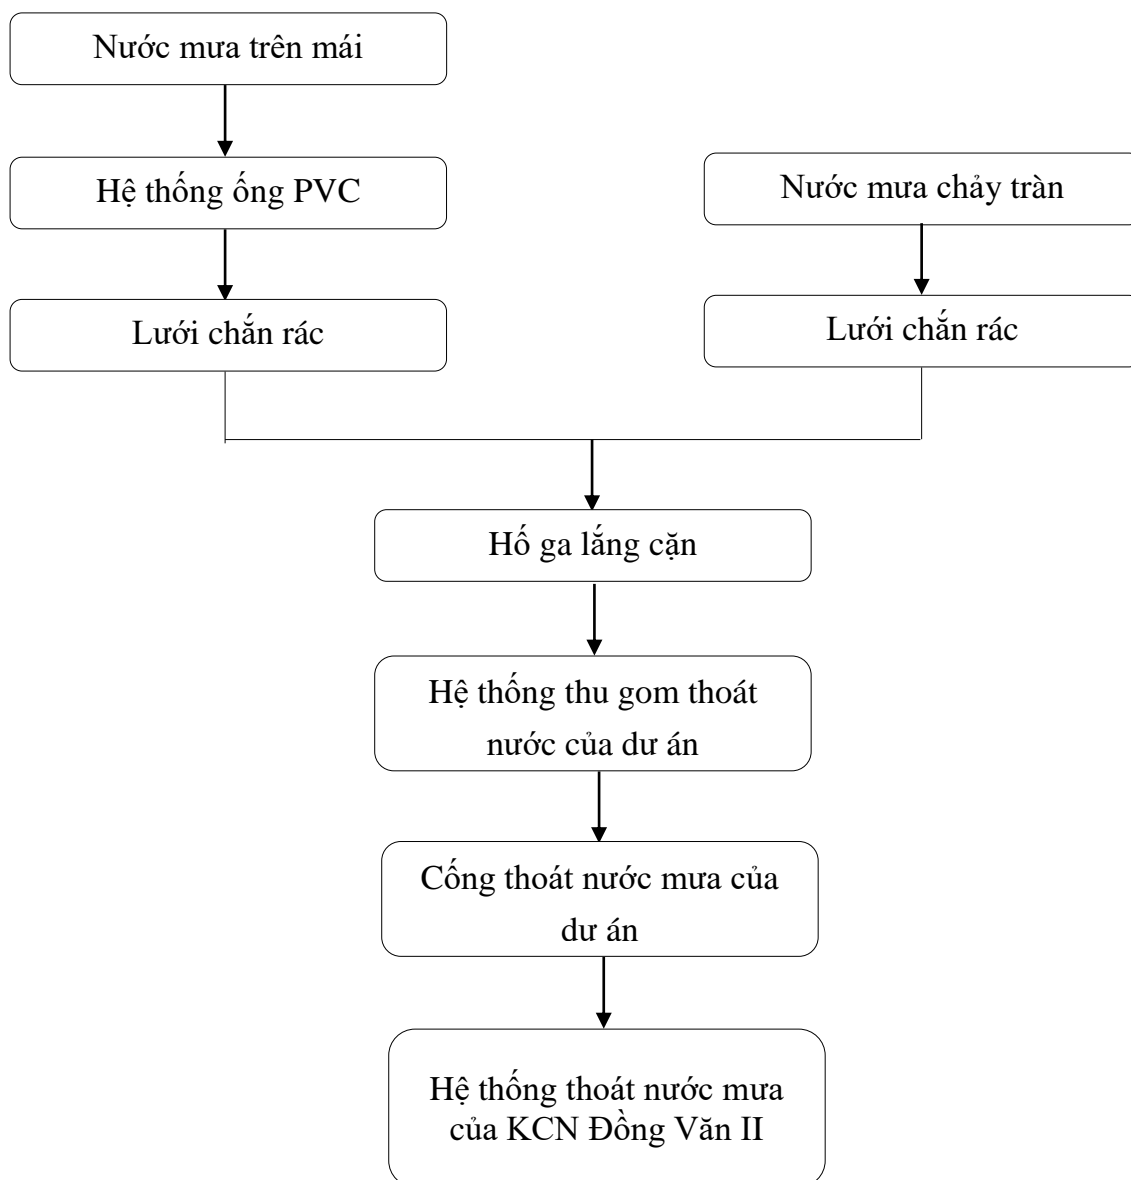 Nước mưa trên mái
Hệ thống ống PVC
Nước mưa chảy tràn
Lưới chắn rác
Lưới chắn rác
Hố ga lắng cặn
Hệ thống thu gom thoát
nước của dư án
Cống thoát nước mưa của
dư án
Hệ thống thoát nước mưa
của KCN Đồng Văn II